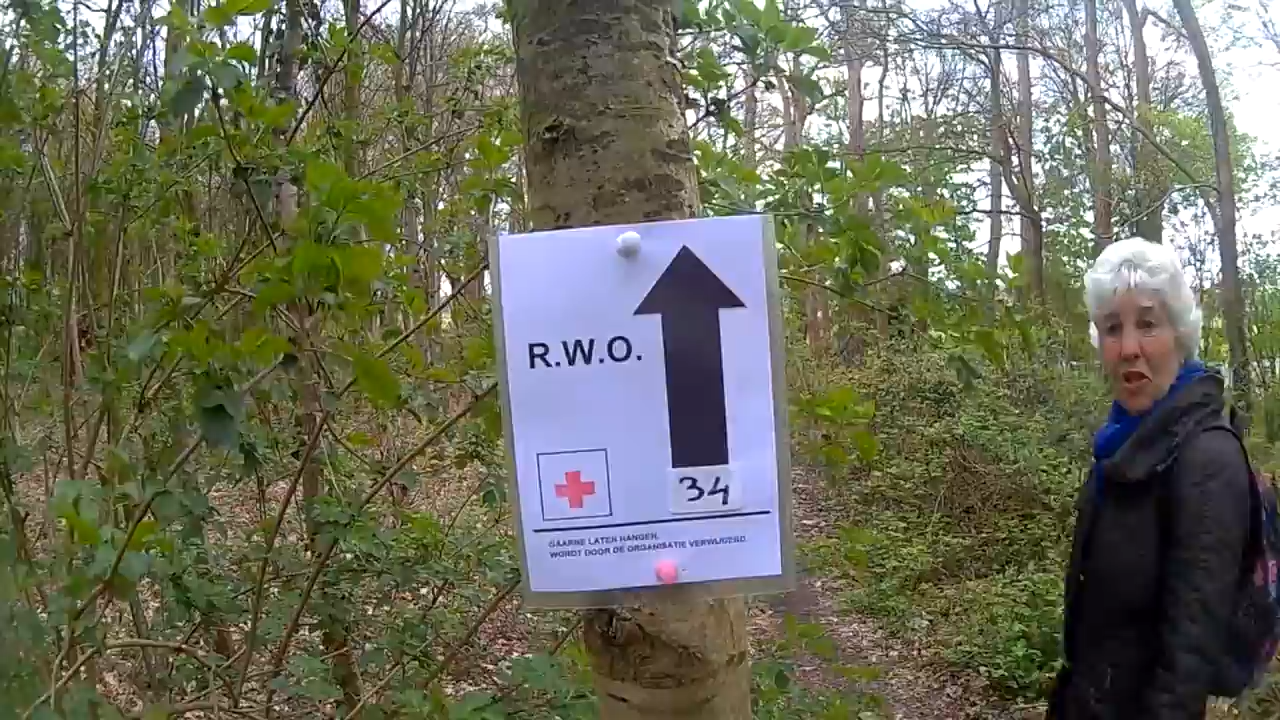 R.W.O.
34
GAARNE LATEN HANGEN,
WORDT DOOR DE ORGANISATIE VERWIJDERD.